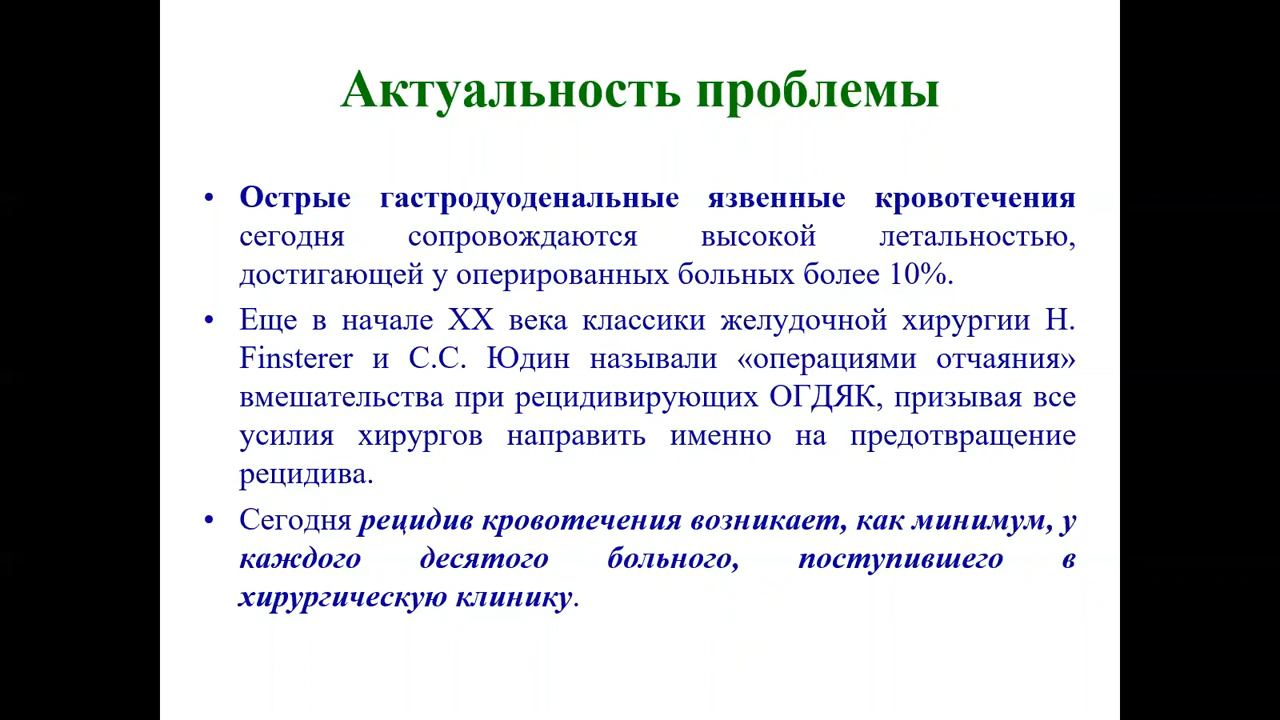 Актуальность проблемы
• Острые гастродуоденальные язвенные кровотечения
сегодня сопровождаются высокой летальностью,
достигающей у оперированных больных более 10%.
• Еще в начале XX века классики желудочной хирургии H.
Finsterer и С.С. Юдин называли «операциями отчаяния»
вмешательства при рецидивирующих ОГДЯК, призывая все
усилия хирургов направить именно на предотвращение
рецидива.
• Сегодня рецидив кровотечения возникает, как минимум, у
каждого десятого больного, поступившего в
хирургическую клинику.